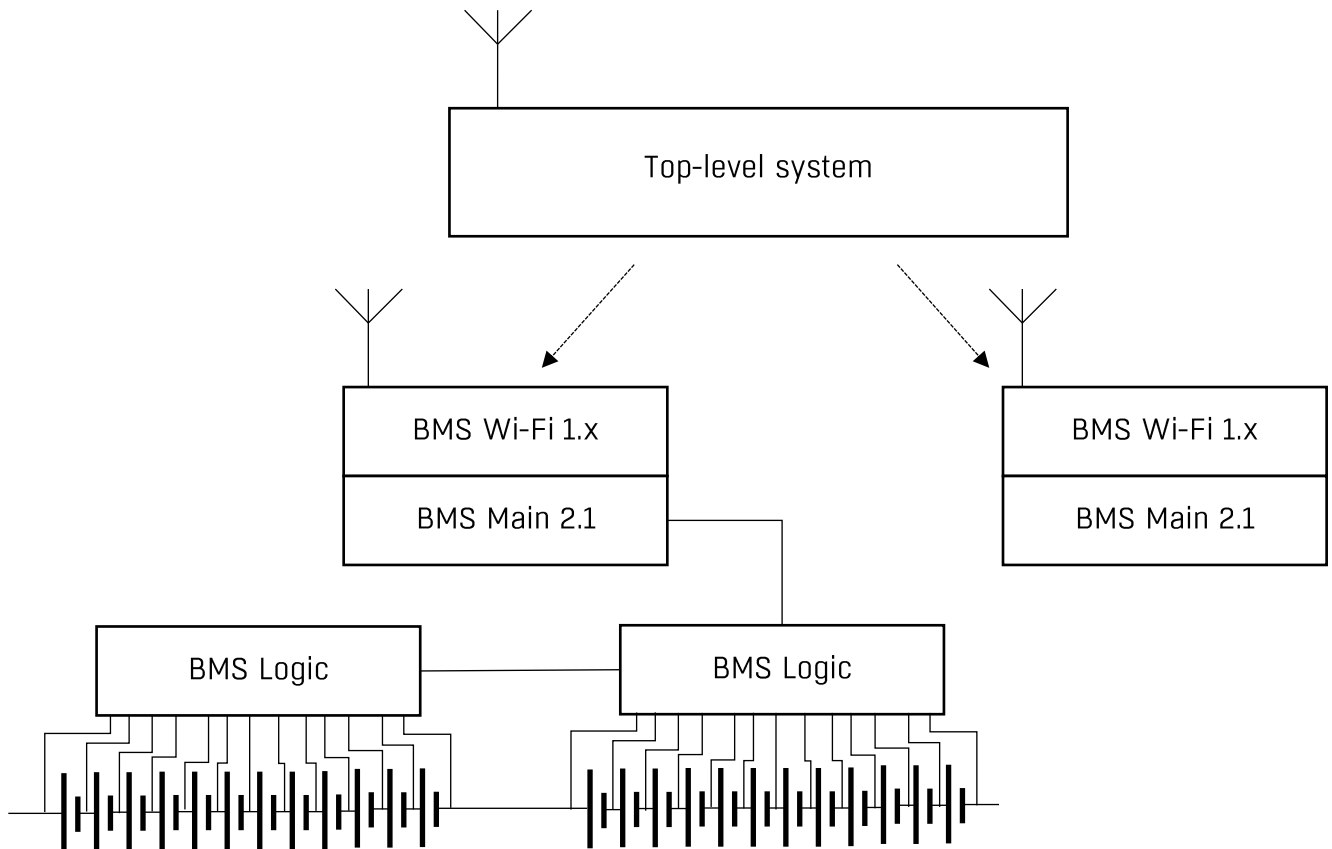 Top-level system
BMS Wi-Fi 1.x
BMS Wi-Fi 1.x
BMS Main 2.1
BMS Main 2.1
BMS Logic
BMS Logic